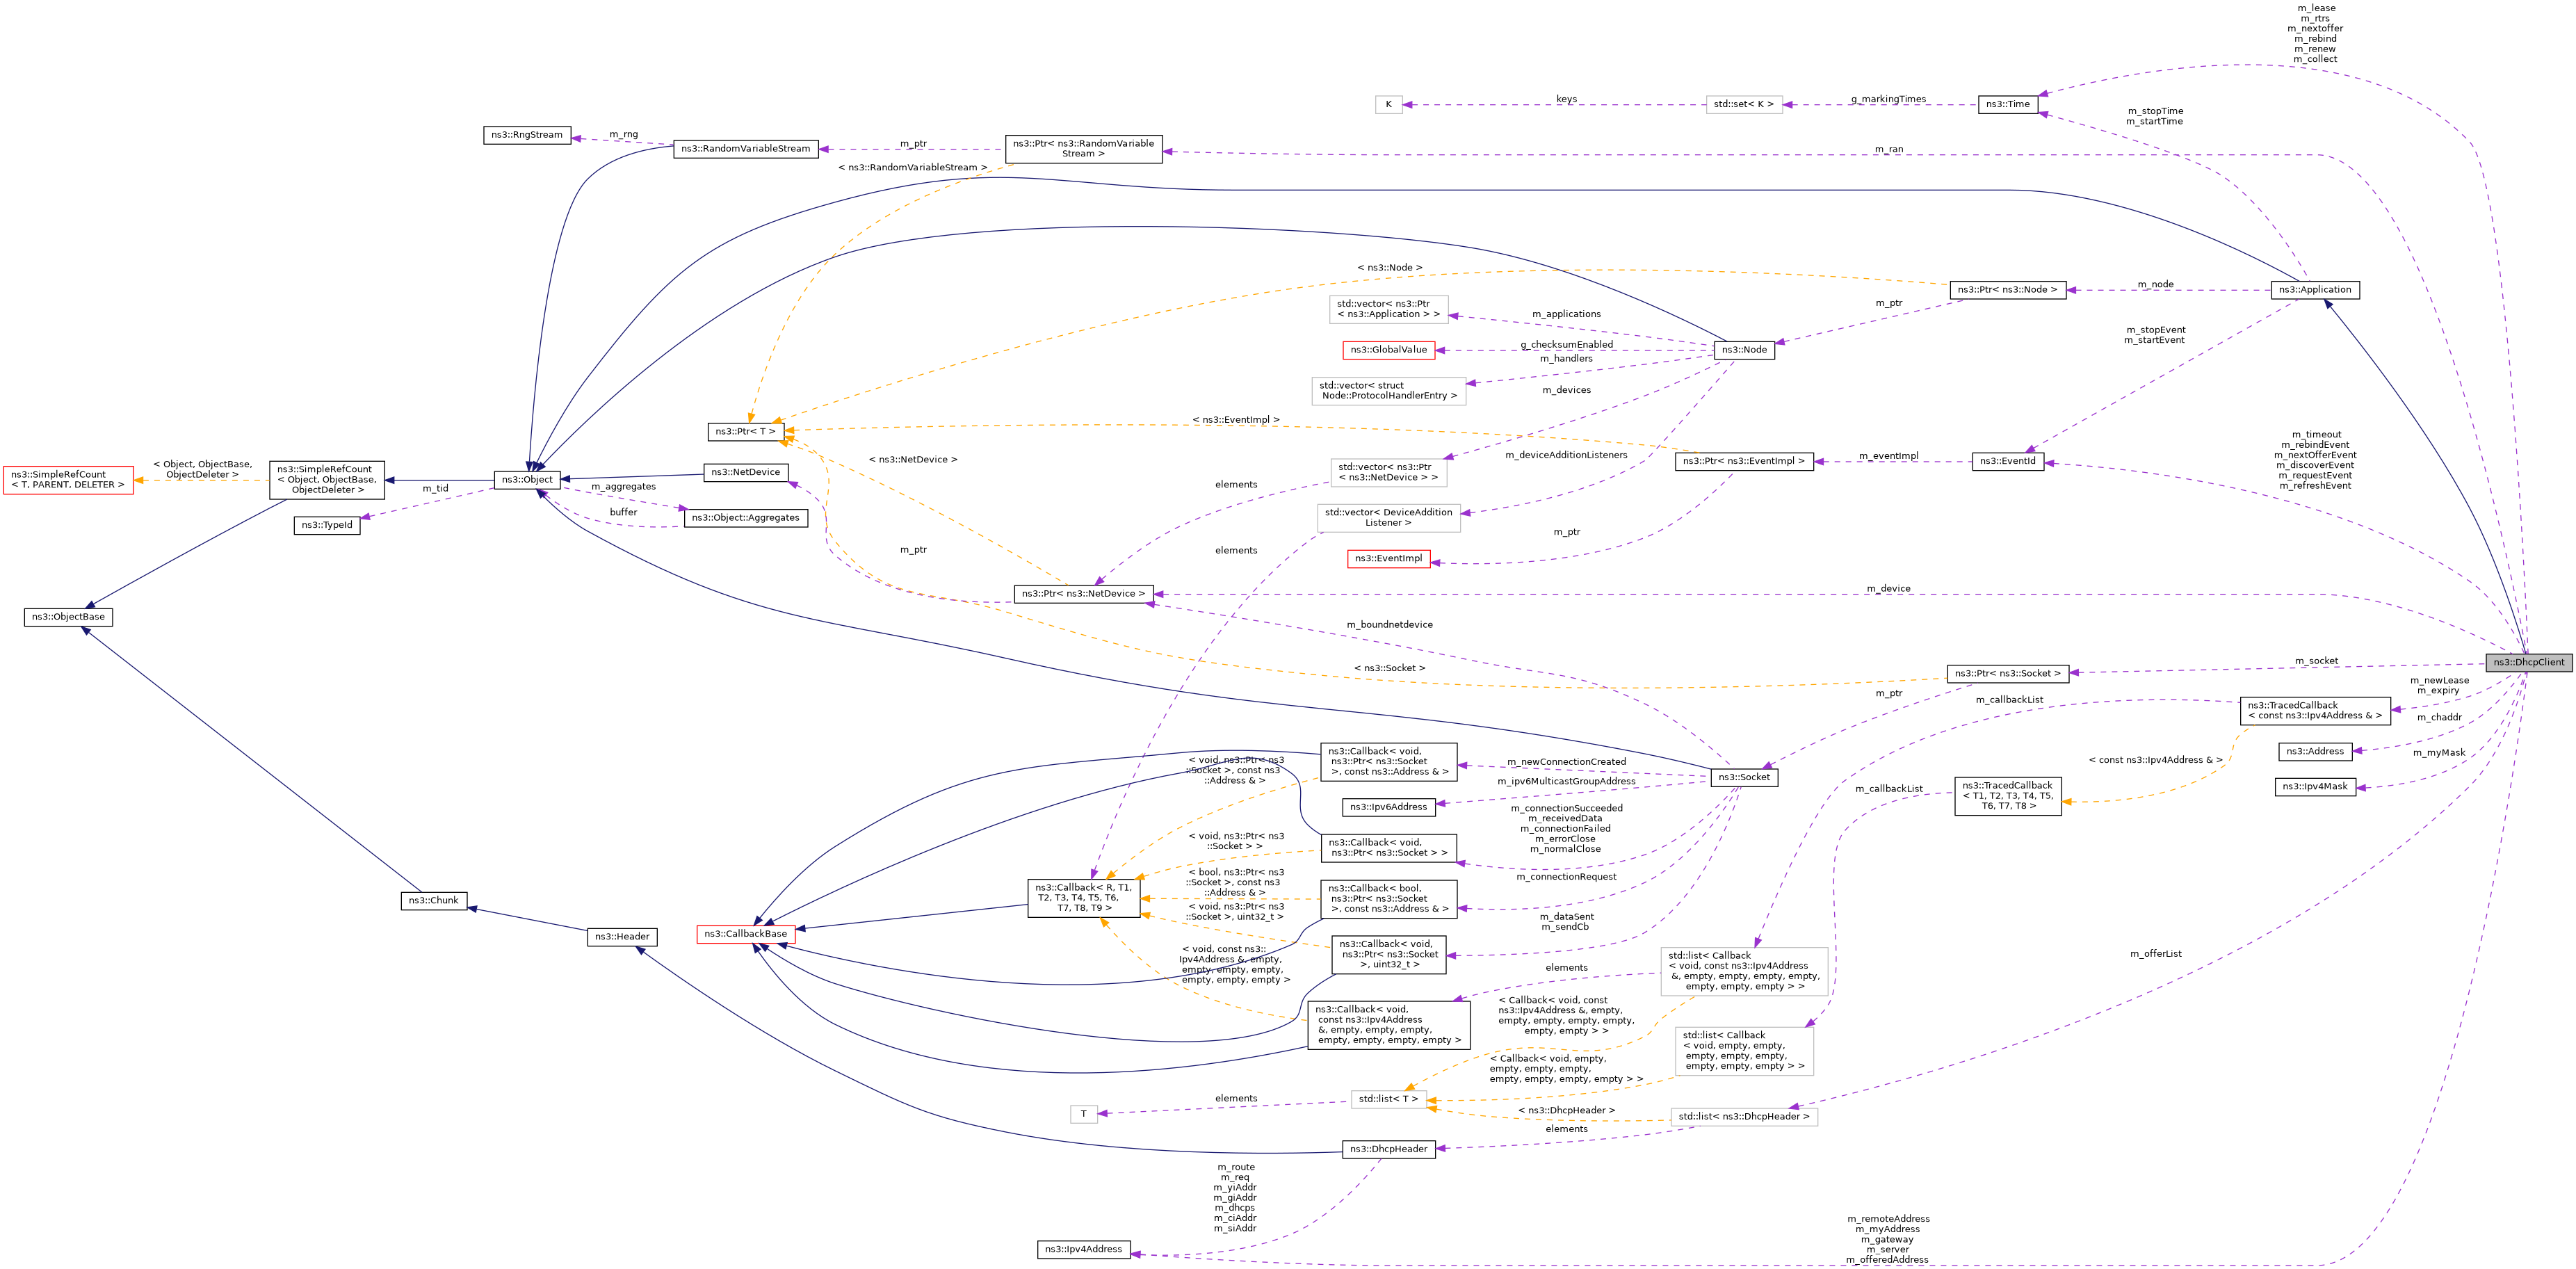 m_lease
m_rtrs
m_nextoffer
m_rebind
m_renew
m_collect
K
keys
std::set< K >
g_markingTimes
ns3::Time
m_stopTime
m_startTime
ns3::RngStream
m_rng
ns3::RandomVariableStream
m_ptr
ns3::Ptr< ns3::RandomVariable
Stream >
m_ran
< ns3::RandomVariableStream >
< ns3::Node >
ns3::Ptr< ns3::Node >
m_node
ns3::Application
std::vector< ns3::Ptr
< ns3::Application > >
m_applications
m_ptr
ns3::GlobalValue
g_checksumEnabled
ns3::Node
m_stopEvent
m_startEvent
m_handlers
std::vector< struct
Node::ProtocolHandlerEntry >
m_devices
ns3::Ptr< T >
< ns3::EventImpl >
< ns3::NetDevice >
m_deviceAdditionListeners
ns3::Ptr< ns3::EventImpl >
m_eventImpl
ns3::EventId
m_timeout
m_rebindEvent
m_nextOfferEvent
m_discoverEvent
m_requestEvent
m_refreshEvent
ns3::SimpleRefCount
< T, PARENT, DELETER >
< Object, ObjectBase,
ObjectDeleter >
ns3::SimpleRefCount
< Object, ObjectBase,
ObjectDeleter >
ns3::Object
ns3::NetDevice
m_tid
m_aggregates
buffer
ns3::TypeId
ns3::Object::Aggregates
std::vector< ns3::Ptr
< ns3::NetDevice > >
elements
std::vector< DeviceAddition
Listener >
m_ptr
elements
m_ptr
ns3::EventImpl
ns3::ObjectBase
ns3::Ptr< ns3::NetDevice >
m_device
m_boundnetdevice
< ns3::Socket >
ns3::Ptr< ns3::Socket >
m_socket
ns3::DhcpClient
m_ptr
m_callbackList
m_newLease
m_expiry
ns3::TracedCallback
< const ns3::Ipv4Address & >
m_chaddr
ns3::Address
m_myMask
ns3::Ipv4Mask
< const ns3::Ipv4Address & >
m_callbackList
ns3::TracedCallback
< T1, T2, T3, T4, T5,
T6, T7, T8 >
< void, ns3::Ptr< ns3
::Socket >, const ns3
::Address & >
ns3::Callback< void,
ns3::Ptr< ns3::Socket
>, const ns3::Address & >
m_newConnectionCreated
ns3::Socket
ns3::Ipv6Address
m_ipv6MulticastGroupAddress
m_connectionSucceeded
m_receivedData
m_connectionFailed
m_errorClose
m_normalClose
< void, ns3::Ptr< ns3
::Socket > >
ns3::Callback< void,
ns3::Ptr< ns3::Socket > >
ns3::Chunk
ns3::Header
ns3::CallbackBase
ns3::Callback< R, T1,
T2, T3, T4, T5, T6,
T7, T8, T9 >
< bool, ns3::Ptr< ns3
::Socket >, const ns3
::Address & >
ns3::Callback< bool,
ns3::Ptr< ns3::Socket
>, const ns3::Address & >
m_connectionRequest
< void, ns3::Ptr< ns3
::Socket >, uint32_t >
ns3::Callback< void,
ns3::Ptr< ns3::Socket
>, uint32_t >
m_dataSent
m_sendCb
< void, const ns3::
Ipv4Address &, empty,
empty, empty, empty,
empty, empty, empty >
ns3::Callback< void,
const ns3::Ipv4Address
&, empty, empty, empty,
empty, empty, empty, empty >
elements
std::list< Callback
< void, const ns3::Ipv4Address
&, empty, empty, empty, empty,
empty, empty, empty > >
m_offerList
< Callback< void, const
ns3::Ipv4Address &, empty,
empty, empty, empty, empty,
empty, empty > >
std::list< Callback
< void, empty, empty,
empty, empty, empty,
empty, empty, empty > >
< Callback< void, empty,
empty, empty, empty,
empty, empty, empty, empty > >
T
elements
std::list< T >
< ns3::DhcpHeader >
std::list< ns3::DhcpHeader >
elements
ns3::DhcpHeader
m_route
m_req
m_yiAddr
m_giAddr
m_dhcps
m_ciAddr
m_siAddr
ns3::Ipv4Address
m_remoteAddress
m_myAddress
m_gateway
m_server
m_offeredAddress